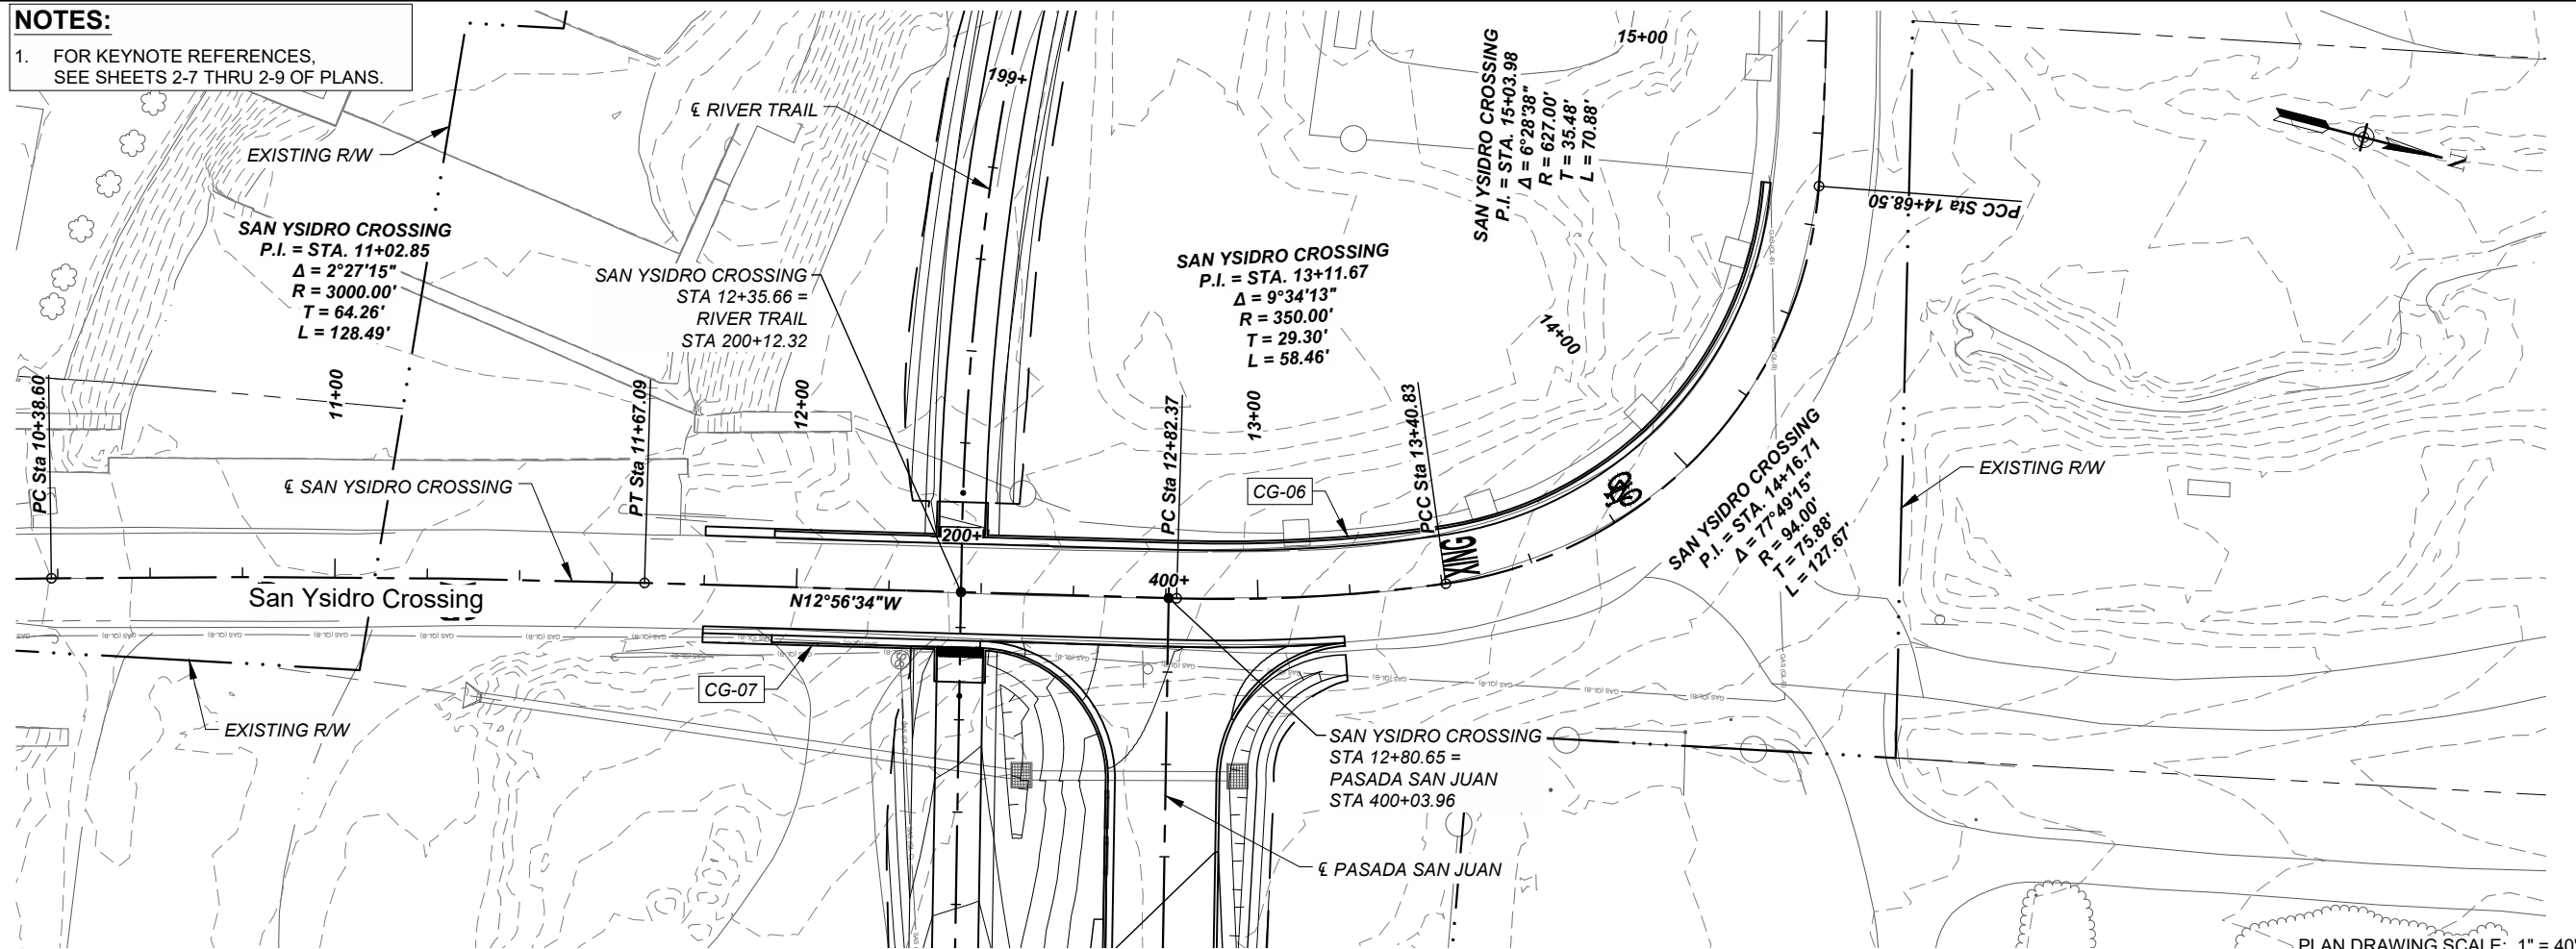 NOTES:
1. FOR KEYNOTE REFERENCES,
SEE SHEETS 2-7 THRU 2-9 OF PLANS.
199+
℄ RIVER TRAIL
EXISTING R/W
SAN YSIDRO CROSSING
P.I. = STA. 11+02.85
Δ = 2°27'15"
R = 3000.00'
T = 64.26'
L = 128.49'
SAN YSIDRO CROSSING
STA 12+35.66 =
RIVER TRAIL
STA 200+12.32
SAN YSIDRO CROSSING
P.I. = STA. 13+11.67
Δ = 9°34'13"
R = 350.00'
T = 29.30'
L = 58.46'
SAN YSIDRO CROSSING
P.I. = STA. 15+03.98
Δ = 6°28'38"
R = 627.00'
T = 35.48'
L = 70.88'
15+00
PCC Sta 14+68.50
14+00
PC Sta 10+38.60
11+00
PT Sta 11+67.09
12+00
PC Sta 12+82.37
13+00
PCC Sta 13+40.83
SAN YSIDRO CROSSING
P.I. = STA. 14+16.71
Δ = 77°49'15"
R = 94.00'
T = 75.88'
L = 127.67'
EXISTING R/W
℄ SAN YSIDRO CROSSING
CG-06
200+
XING
400+
San Ysidro Crossing
N12°56'34"W
GAS (QL-B)
CG-07
EXISTING R/W
SAN YSIDRO CROSSING
STA 12+80.65 =
PASADA SAN JUAN
STA 400+03.96
℄ PASADA SAN JUAN
PLAN DRAWING SCALE: 1" = 40